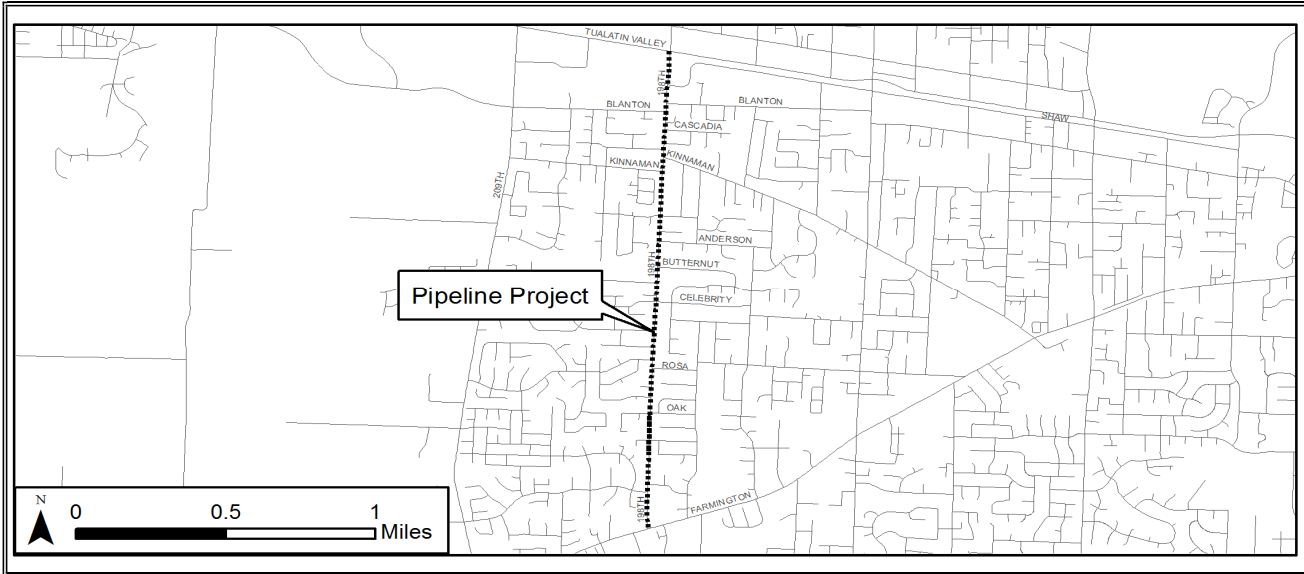 TUALATIN VALLEY
198TH
BLANTON
BLANTON
SHAW
CASCADIA
KINNAMAN
KINNAMAN
209TH
ANDERSON
198TH
BUTTERNUT
Pipeline Project
CELEBRITY
ROSA
OAK
FARMINGTON
198TH
N
0 0.5 1
Miles